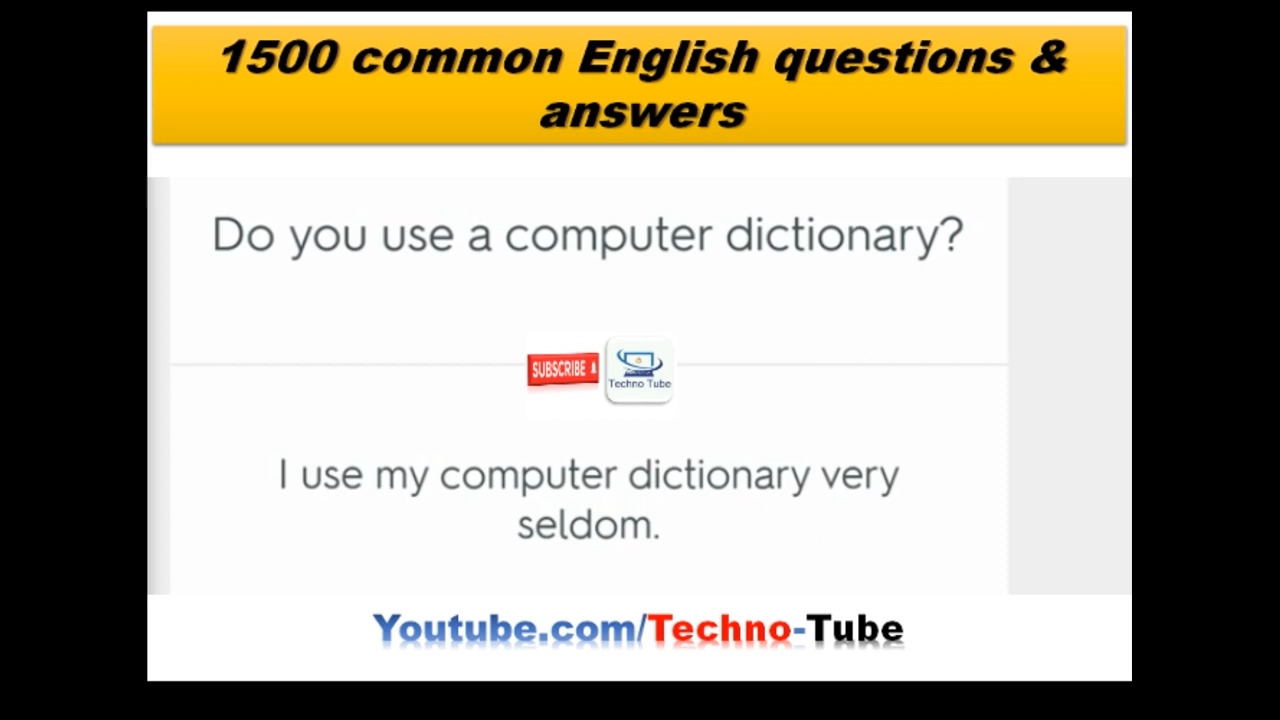 1500 common English questions &
answers
Do you use a computer dictionary?
SUBSCRIBE
Techno Tube
I use my computer dictionary very
seldom.
Youtube.com/Techno-Tube